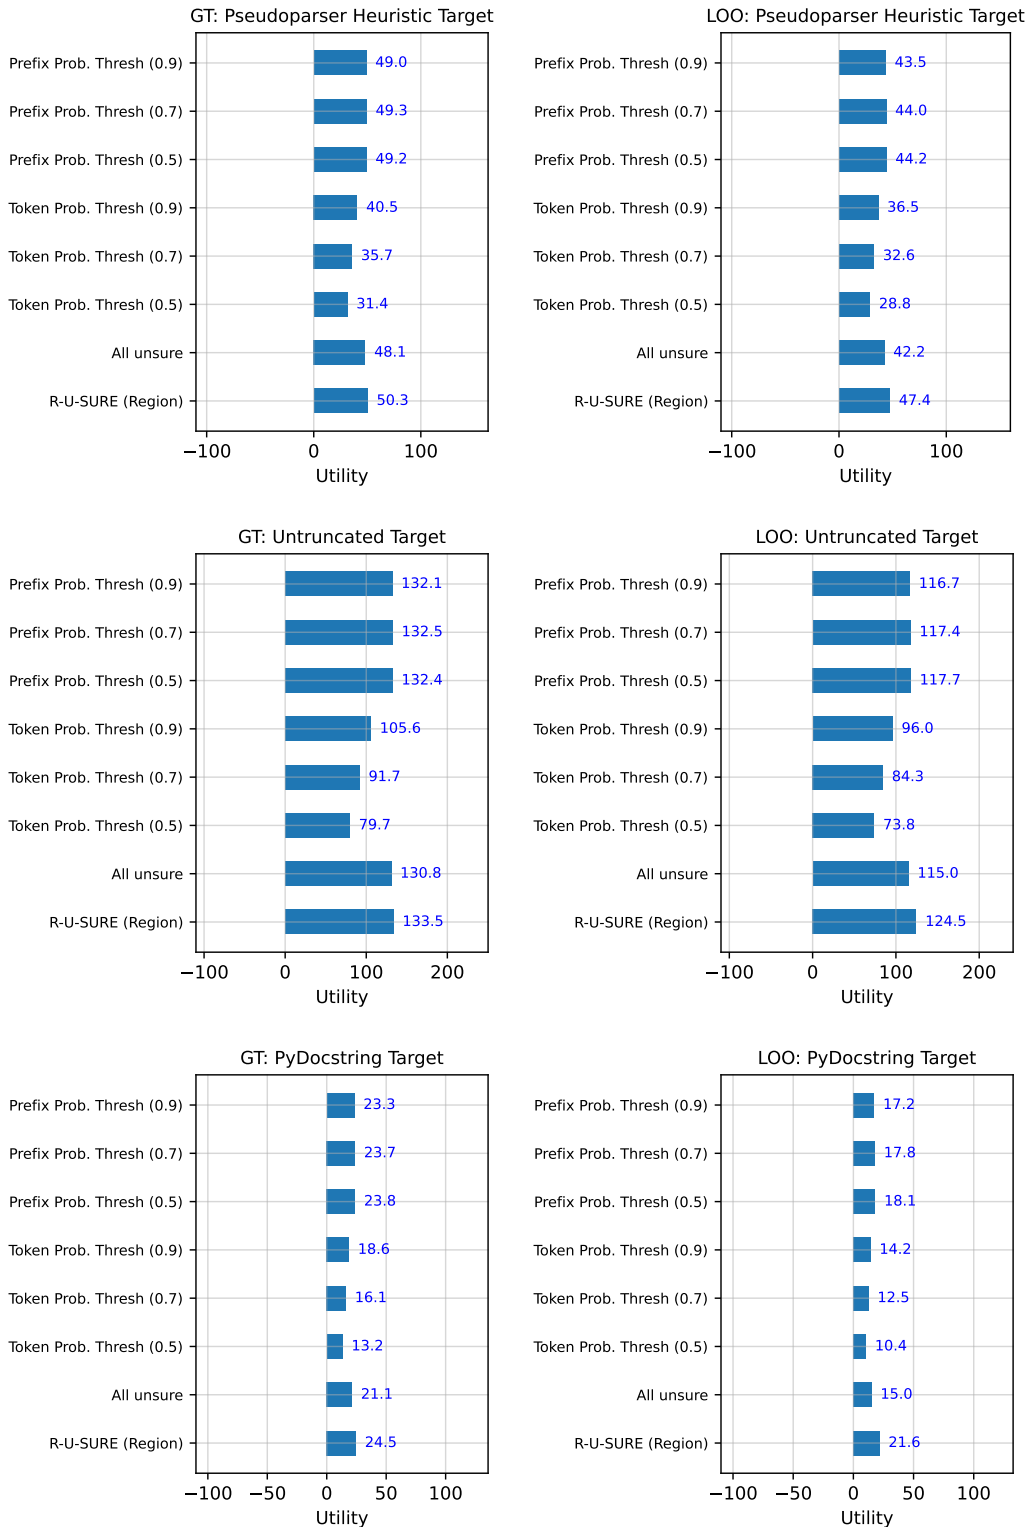 GT: Pseudoparser Heuristic Target
Prefix Prob. Thresh (0.9)
49.0
Prefix Prob. Thresh (0.7)
49.3
Prefix Prob. Thresh (0.5)
49.2
Token Prob. Thresh (0.9)
40.5
Token Prob. Thresh (0.7)
35.7
Token Prob. Thresh (0.5)
31.4
All unsure
48.1
R-U-SURE (Region)
50.3
−100 0 100
Utility
LOO: Pseudoparser Heuristic Target
Prefix Prob. Thresh (0.9)
43.5
Prefix Prob. Thresh (0.7)
44.0
Prefix Prob. Thresh (0.5)
44.2
Token Prob. Thresh (0.9)
36.5
Token Prob. Thresh (0.7)
32.6
Token Prob. Thresh (0.5)
28.8
All unsure
42.2
R-U-SURE (Region)
47.4
−100 0 100
Utility
GT: Untruncated Target
Prefix Prob. Thresh (0.9)
132.1
Prefix Prob. Thresh (0.7)
132.5
Prefix Prob. Thresh (0.5)
132.4
Token Prob. Thresh (0.9)
105.6
Token Prob. Thresh (0.7)
91.7
Token Prob. Thresh (0.5)
79.7
All unsure
130.8
R-U-SURE (Region)
133.5
−100 0 100 200
Utility
LOO: Untruncated Target
Prefix Prob. Thresh (0.9)
116.7
Prefix Prob. Thresh (0.7)
117.4
Prefix Prob. Thresh (0.5)
117.7
Token Prob. Thresh (0.9)
96.0
Token Prob. Thresh (0.7)
84.3
Token Prob. Thresh (0.5)
73.8
All unsure
115.0
R-U-SURE (Region)
124.5
−100 0 100 200
Utility
GT: PyDocstring Target
Prefix Prob. Thresh (0.9)
23.3
Prefix Prob. Thresh (0.7)
23.7
Prefix Prob. Thresh (0.5)
23.8
Token Prob. Thresh (0.9)
18.6
Token Prob. Thresh (0.7)
16.1
Token Prob. Thresh (0.5)
13.2
All unsure
21.1
R-U-SURE (Region)
24.5
−100 −50 0 50 100
Utility
LOO: PyDocstring Target
Prefix Prob. Thresh (0.9)
17.2
Prefix Prob. Thresh (0.7)
17.8
Prefix Prob. Thresh (0.5)
18.1
Token Prob. Thresh (0.9)
14.2
Token Prob. Thresh (0.7)
12.5
Token Prob. Thresh (0.5)
10.4
All unsure
15.0
R-U-SURE (Region)
21.6
−100 −50 0 50 100
Utility